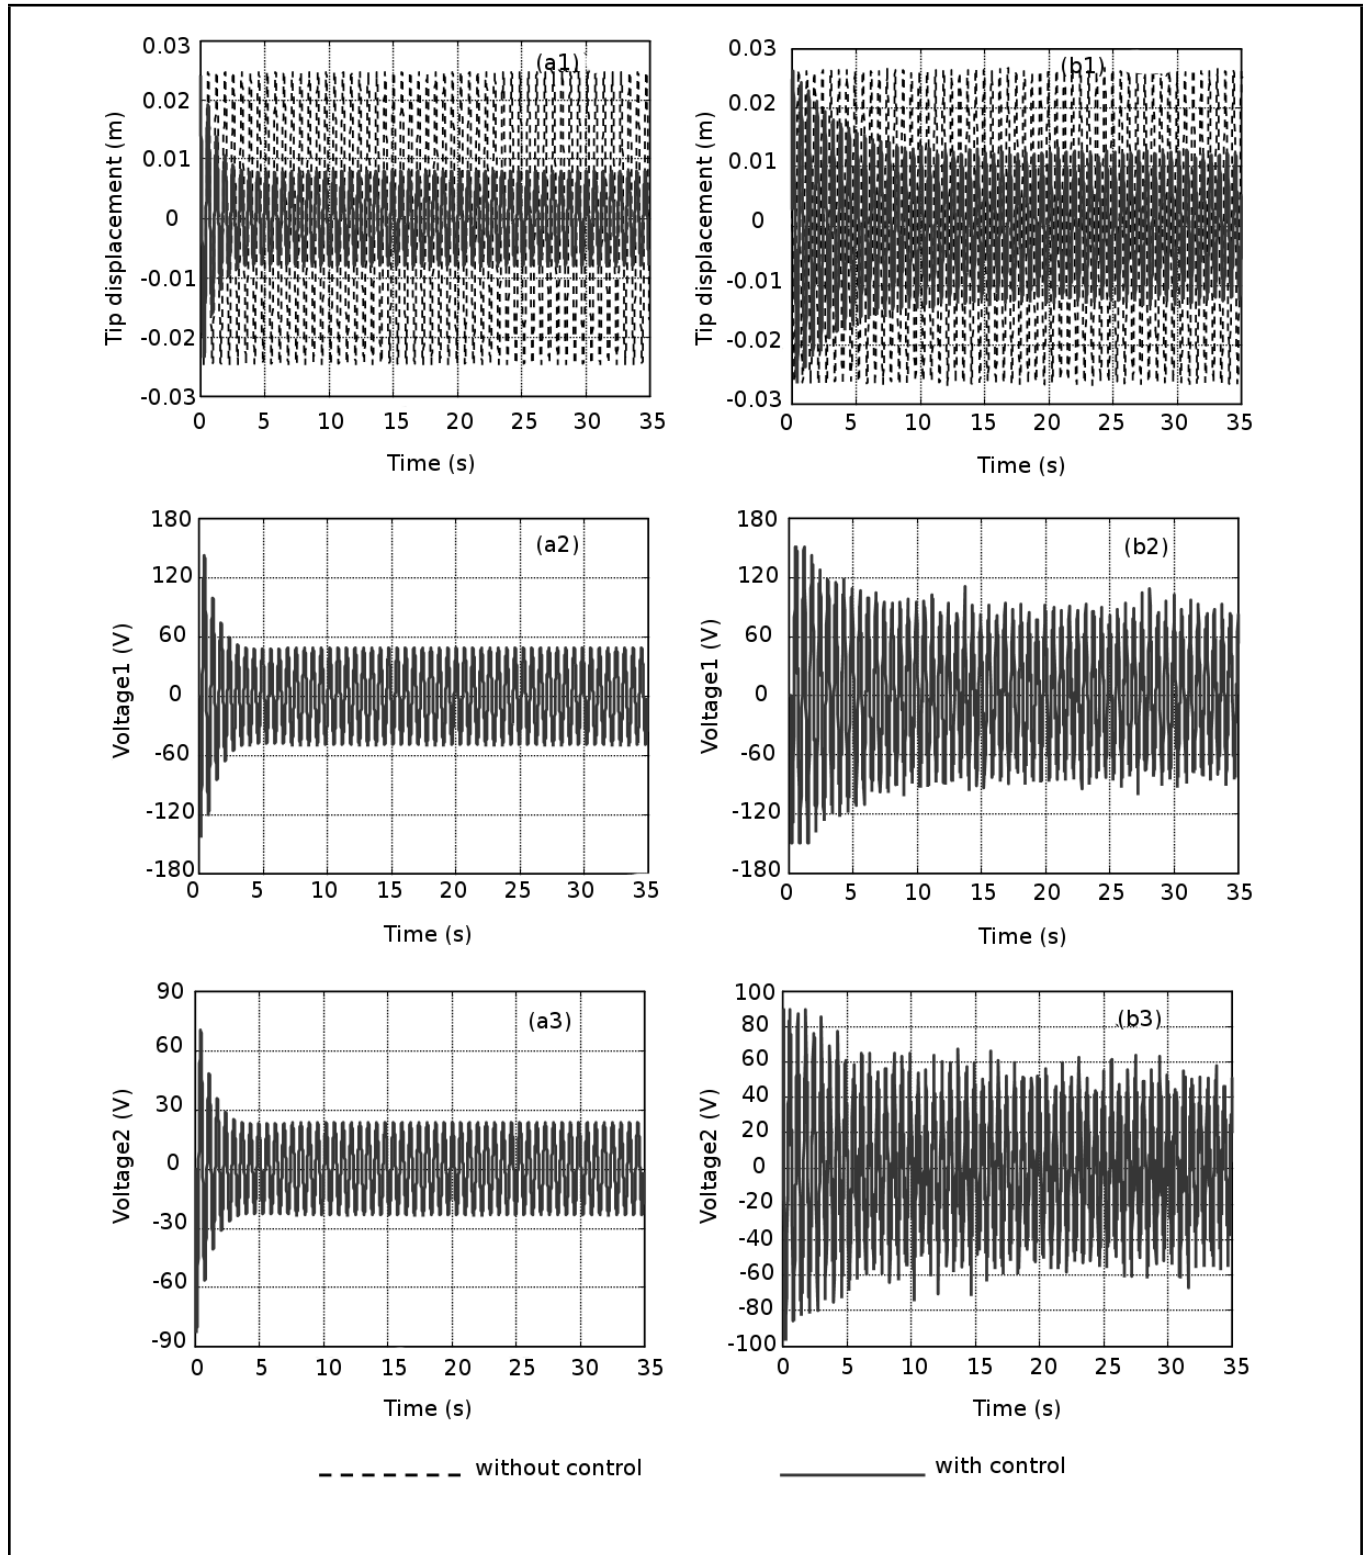 (a1)
0.03
0.02
0.01
0
-0.01
-0.02
-0.03
Tip displacement (m)
0 5 10 15 20 25 30 35
Time (s)
(b1)
0.03
0.02
0.01
0
-0.01
-0.02
-0.03
Tip displacement (m)
0 5 10 15 20 25 30 35
Time (s)
(a2)
180
120
60
0
-60
-120
-180
Voltage1 (V)
0 5 10 15 20 25 30 35
Time (s)
(b2)
180
120
60
0
-60
-120
-180
Voltage1 (V)
0 5 10 15 20 25 30 35
Time (s)
(a3)
90
60
30
0
-30
-60
-90
Voltage2 (V)
0 5 10 15 20 25 30 35
Time (s)
(b3)
100
80
60
40
20
0
-20
-40
-60
-80
-100
Voltage2 (V)
0 5 10 15 20 25 30 35
Time (s)
without control
with control